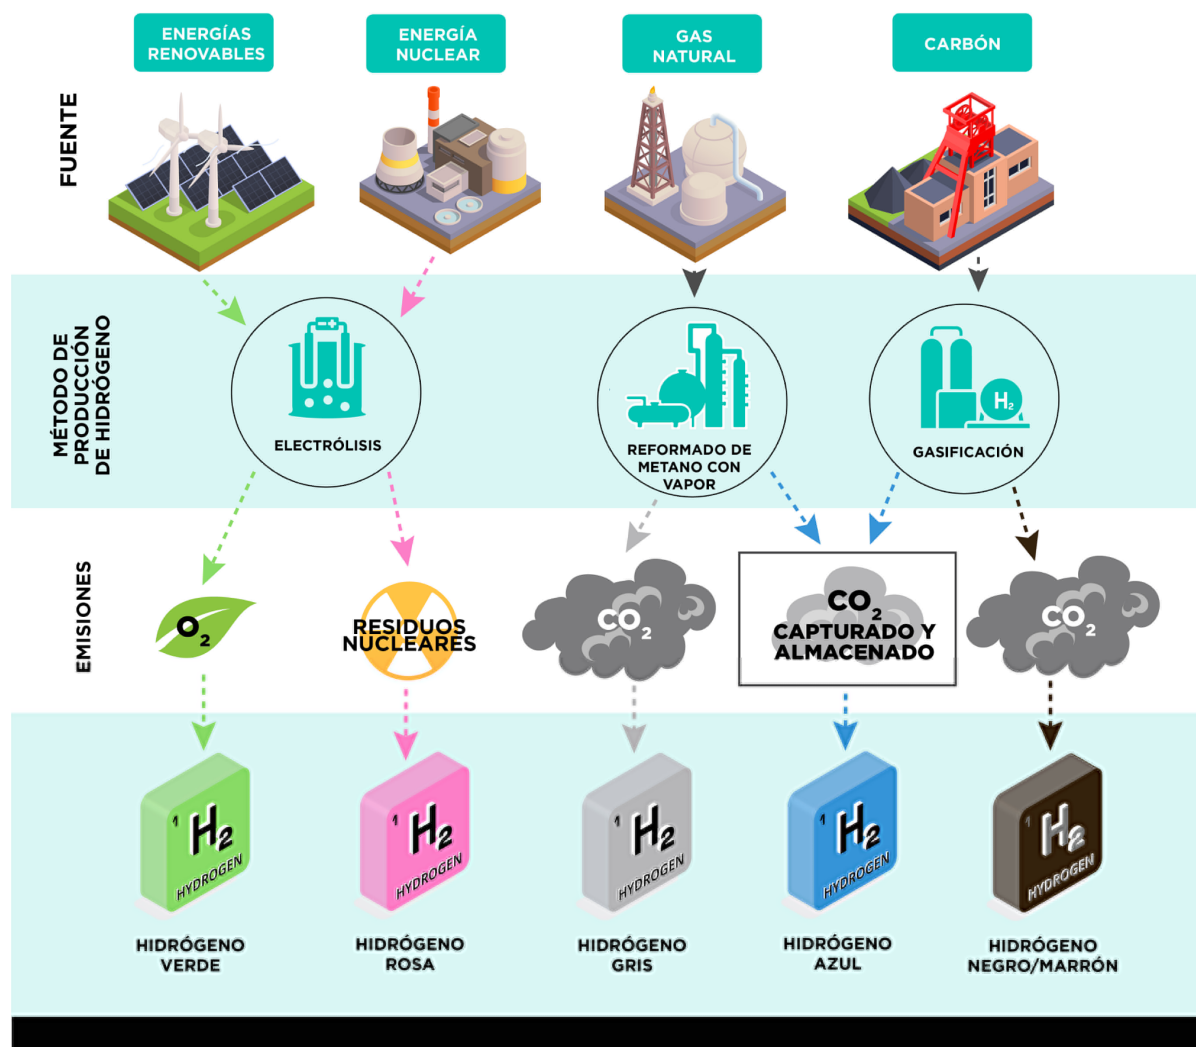 ENERGÍAS
RENOVABLES
ENERGÍA
NUCLEAR
GAS
NATURAL
CARBÓN
FUENTE
MÉTODO DE
PRODUCCIÓN
DE HIDRÓGENO
ELECTRÓLISIS
REFORMADO DE
METANO CON
VAPOR
H₂
GASIFICACIÓN
EMISIONES
O₂
RESIDUOS
NUCLEARES
CO₂
CO₂
CAPTURADO Y
ALMACENADO
CO₂
1
H₂
HYDROGEN
1
H₂
HYDROGEN
1
H₂
HYDROGEN
1
H₂
HYDROGEN
1
H₂
HYDROGEN
HIDRÓGENO
VERDE
HIDRÓGENO
ROSA
HIDRÓGENO
GRIS
HIDRÓGENO
AZUL
HIDRÓGENO
NEGRO/MARRÓN